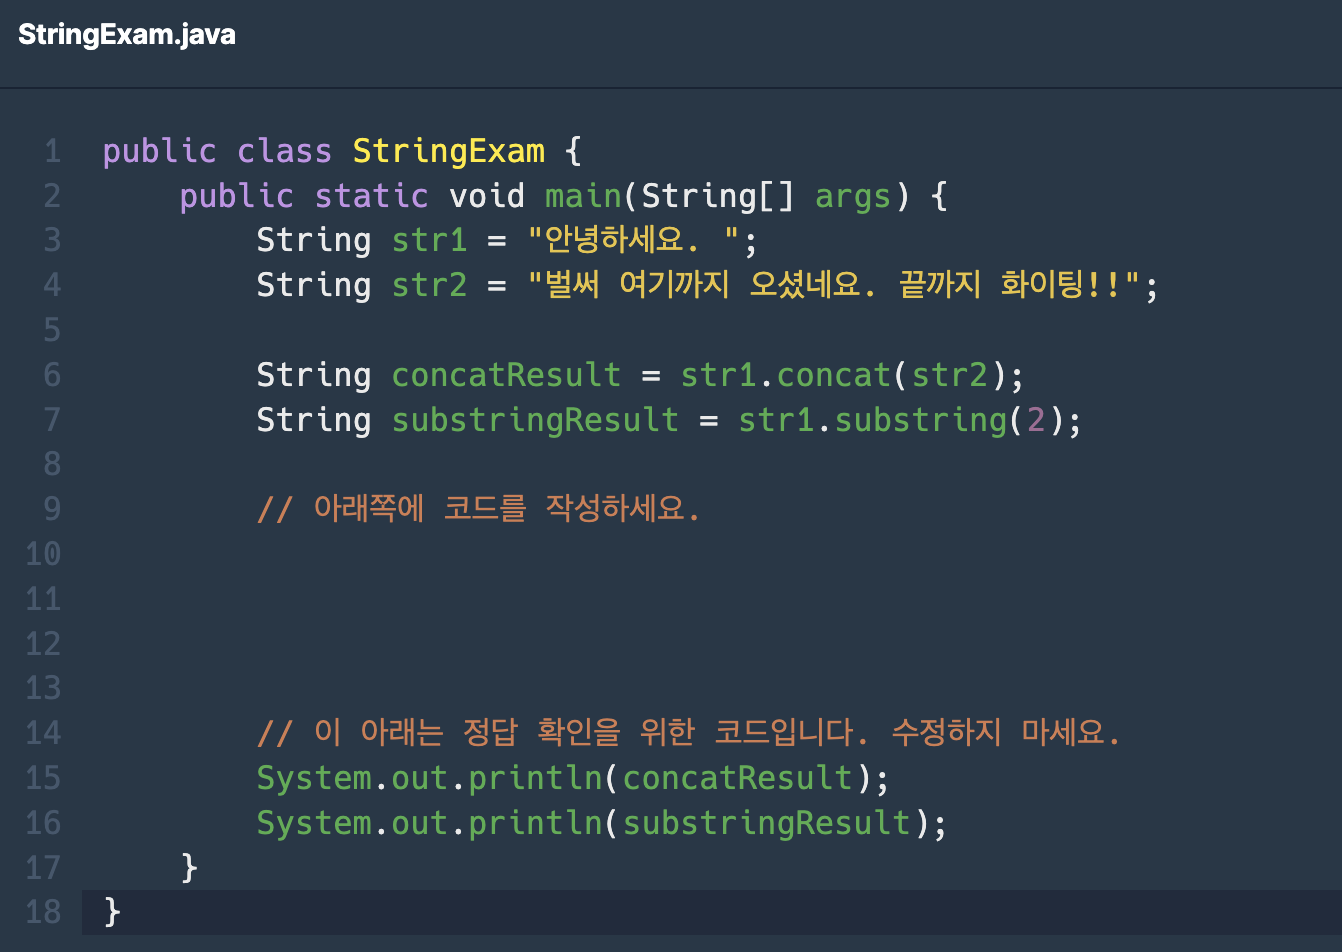 StringExam.java
1 public class StringExam {
2     public static void main(String[] args) {
3         String str1 = "안녕하세요. ";
4         String str2 = "벌써 여기까지 오셨네요. 끝까지 화이팅!!";
5
6         String concatResult = str1.concat(str2);
7         String substringResult = str1.substring(2);
8
9         // 아래쪽에 코드를 작성하세요.
10
11
12
13
14         // 이 아래는 정답 확인을 위한 코드입니다. 수정하지 마세요.
15         System.out.println(concatResult);
16         System.out.println(substringResult);
17     }
18 }